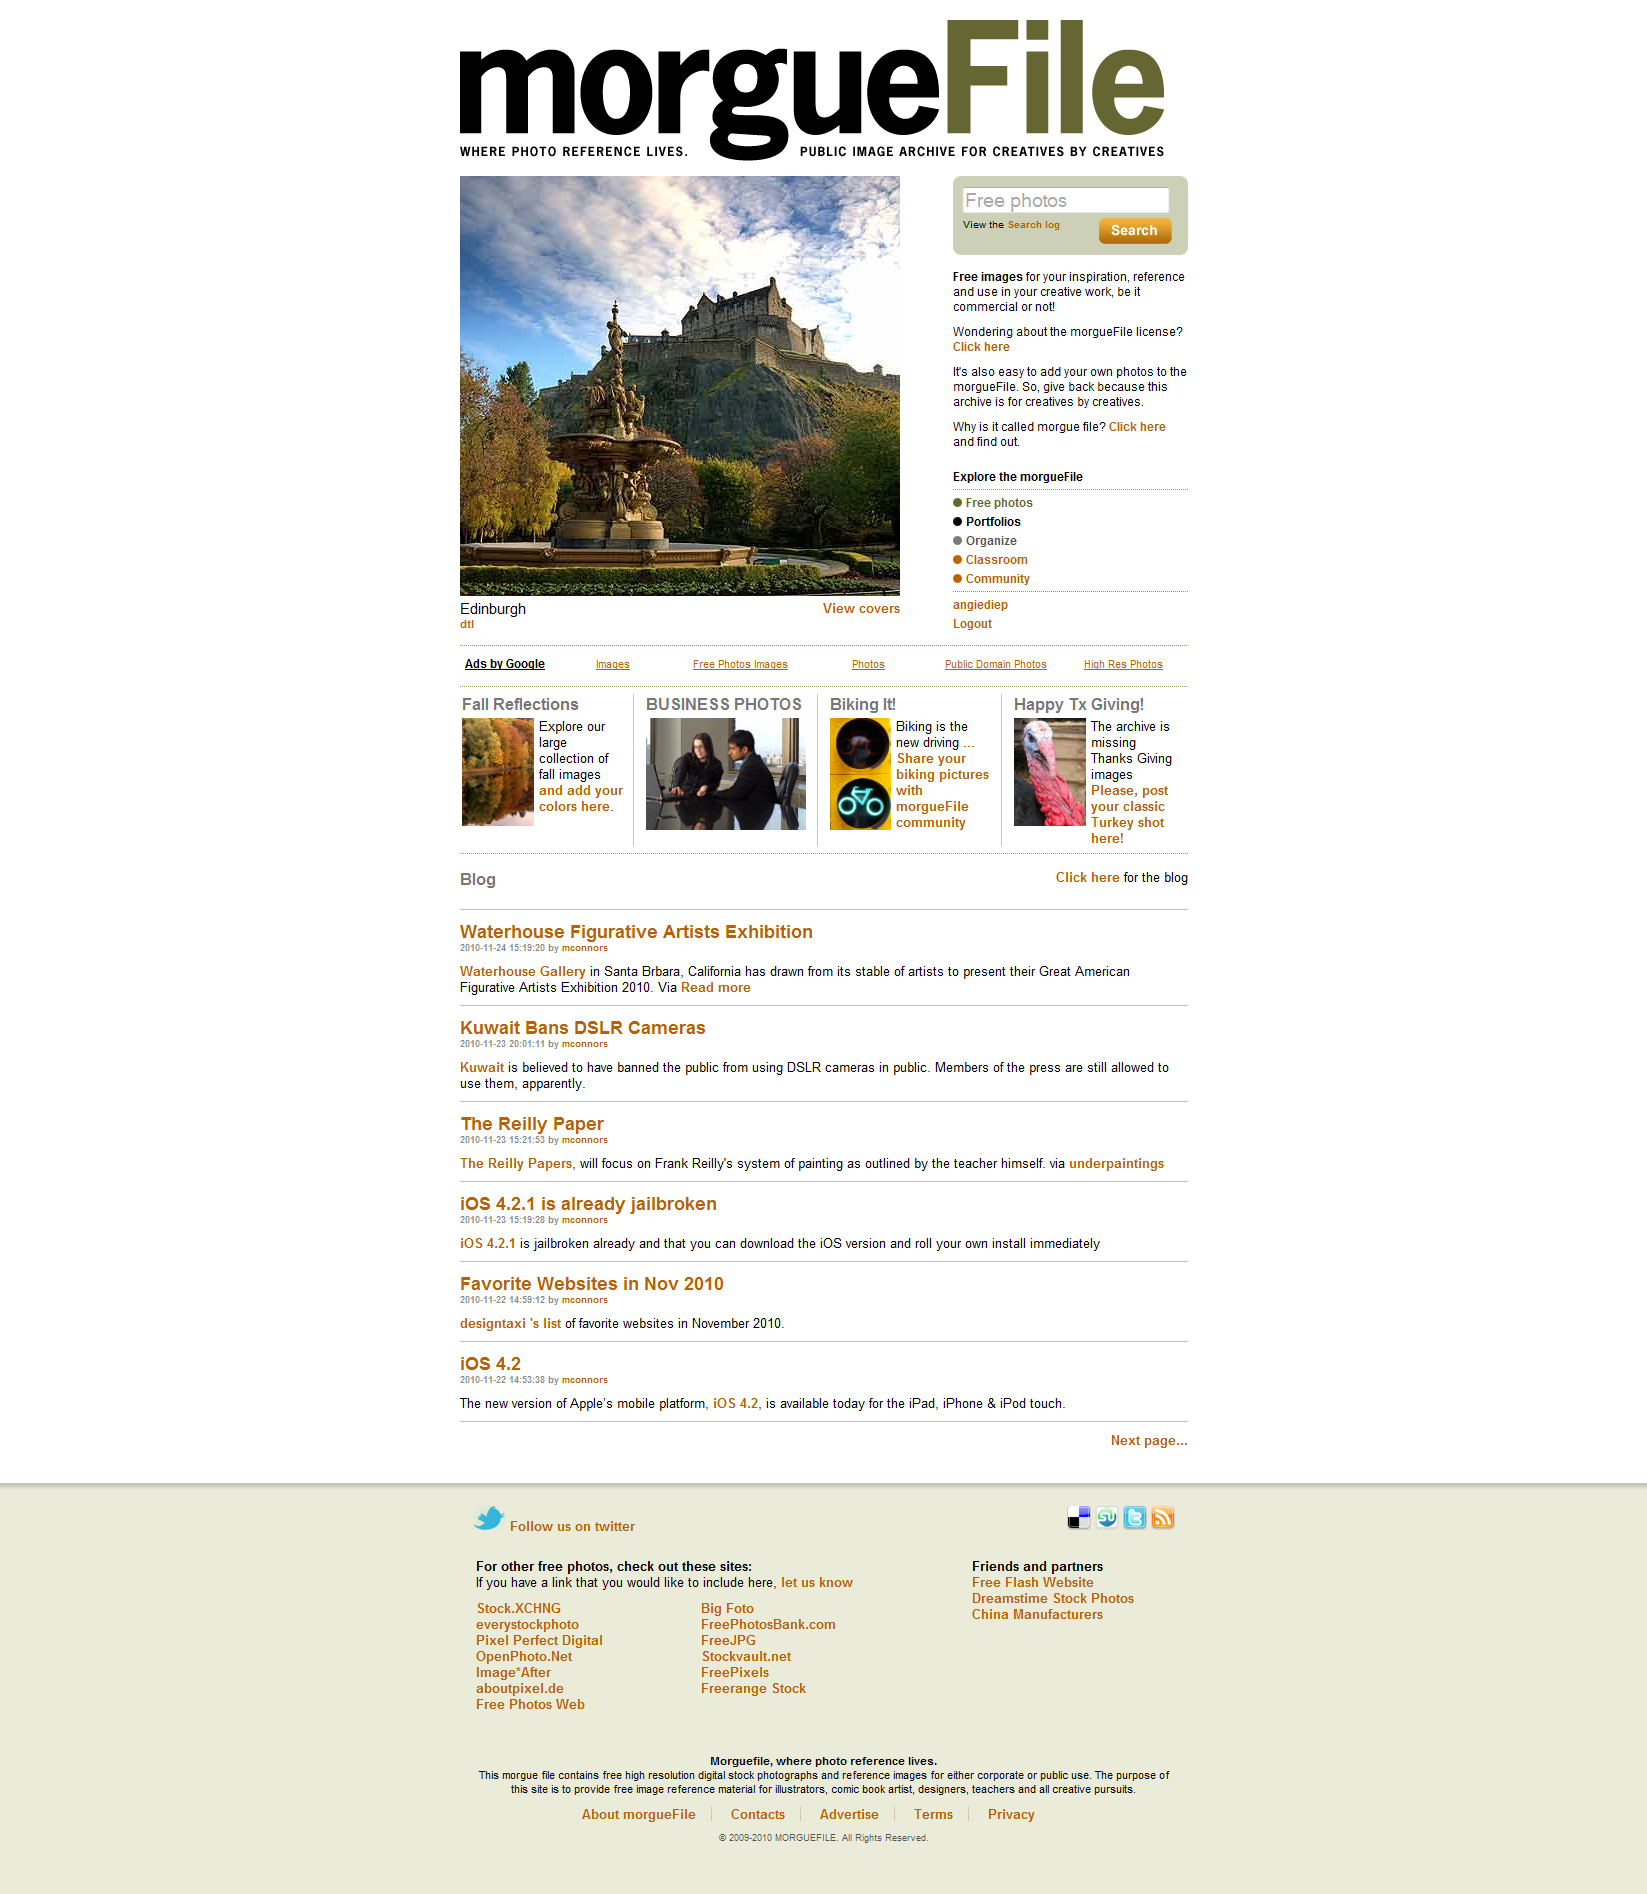 morgueFile
WHERE PHOTO REFERENCE LIVES.
PUBLIC IMAGE ARCHIVE FOR CREATIVES BY CREATIVES
Free photos
View the Search log
Search
Free images for your inspiration, reference
and use in your creative work, be it
commercial or not!
Wondering about the morgueFile license?
Click here
It's also easy to add your own photos to the
morgueFile. So, give back because this
archive is for creatives by creatives.
Why is it called morgue file? Click here
and find out.
Explore the morgueFile
Free photos
Portfolios
Organize
Classroom
Community
angiediep
Logout
Edinburgh
View covers
dtl
Ads by Google
Images
Free Photos Images
Photos
Public Domain Photos
High Res Photos
Fall Reflections
Explore our
large
collection of
fall images
and add your
colors here.
BUSINESS PHOTOS
Biking It!
Biking is the
new driving ...
Share your
biking pictures
with
morgueFile
community
Happy Tx Giving!
The archive is
missing
Thanks Giving
images
Please, post
your classic
Turkey shot
here!
Blog
Click here for the blog
Waterhouse Figurative Artists Exhibition
2010-11-24 15:19:20 by mconnors
Waterhouse Gallery in Santa Brbara, California has drawn from its stable of artists to present their Great American
Figurative Artists Exhibition 2010. Via Read more
Kuwait Bans DSLR Cameras
2010-11-23 20:01:11 by mconnors
Kuwait is believed to have banned the public from using DSLR cameras in public. Members of the press are still allowed to
use them, apparently.
The Reilly Paper
2010-11-23 15:21:53 by mconnors
The Reilly Papers, will focus on Frank Reilly's system of painting as outlined by the teacher himself. via underpaintings
iOS 4.2.1 is already jailbroken
2010-11-23 15:19:28 by mconnors
iOS 4.2.1 is jailbroken already and that you can download the iOS version and roll your own install immediately
Favorite Websites in Nov 2010
2010-11-22 14:59:12 by mconnors
designtaxi 's list of favorite websites in November 2010.
iOS 4.2
2010-11-22 14:53:38 by mconnors
The new version of Apple's mobile platform, iOS 4.2, is available today for the iPad, iPhone & iPod touch.
Next page...
Follow us on twitter
For other free photos, check out these sites:
If you have a link that you would like to include here, let us know
Stock.XCHNG
everystockphoto
Pixel Perfect Digital
OpenPhoto.Net
Image*After
aboutpixel.de
Free Photos Web
Big Foto
FreePhotosBank.com
FreeJPG
Stockvault.net
FreePixels
Freerange Stock
Friends and partners
Free Flash Website
Dreamstime Stock Photos
China Manufacturers
Morguefile, where photo reference lives.
This morgue file contains free high resolution digital stock photographs and reference images for either corporate or public use. The purpose of
this site is to provide free image reference material for illustrators, comic book artist, designers, teachers and all creative pursuits.
About morgueFile
Contacts
Advertise
Terms
Privacy
© 2009-2010 MORGUEFILE. All Rights Reserved.